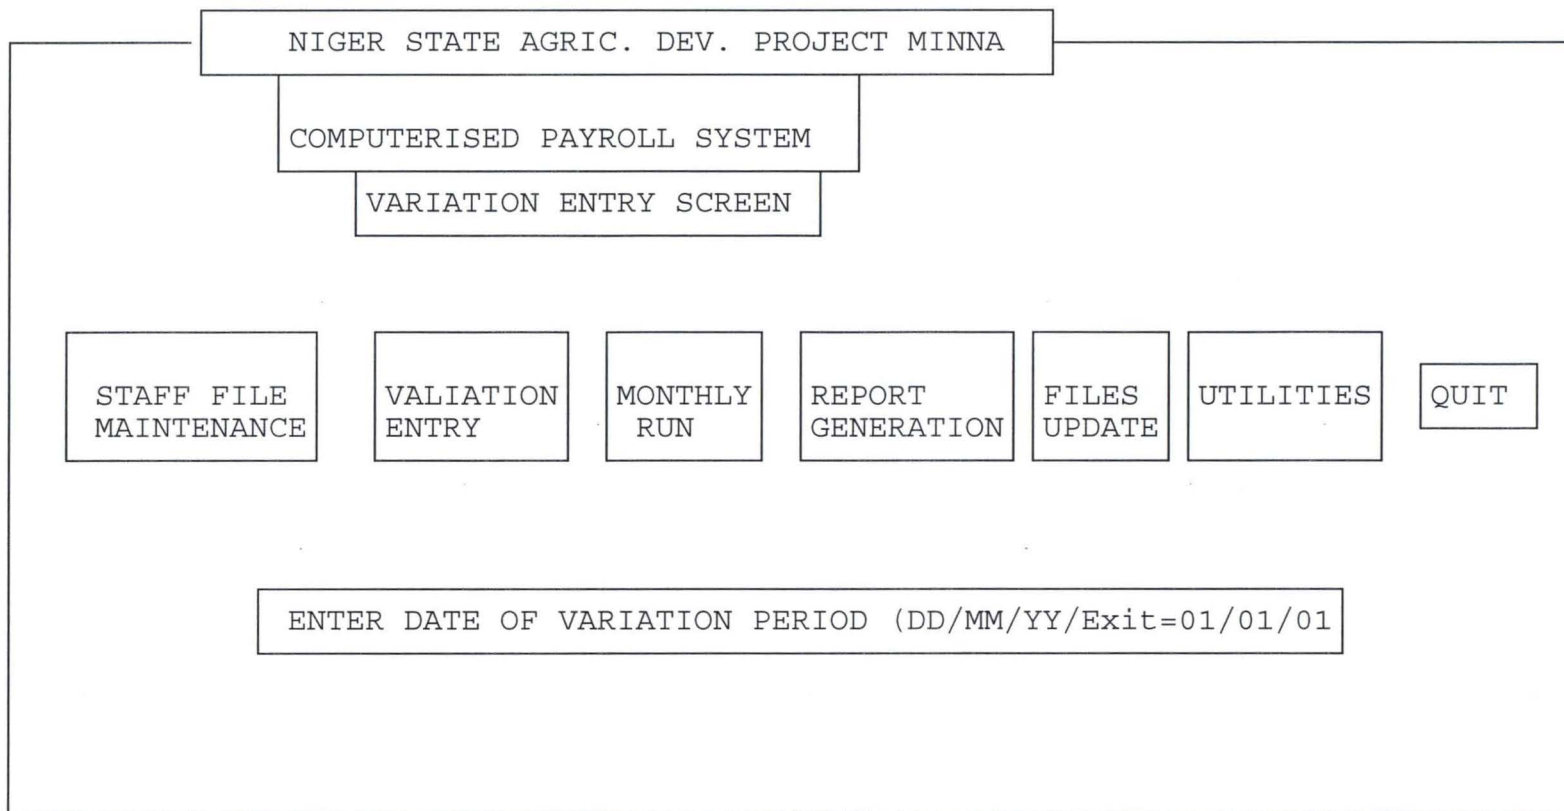 NIGER STATE AGRIC. DEV. PROJECT MINNA
COMPUTERISED PAYROLL SYSTEM
VARIATION ENTRY SCREEN
STAFF FILE
MAINTENANCE
VALIATION
ENTRY
MONTHLY
RUN
REPORT
GENERATION
FILES
UPDATE
UTILITIES
QUIT
ENTER DATE OF VARIATION PERIOD (DD/MM/YY/Exit=01/01/01